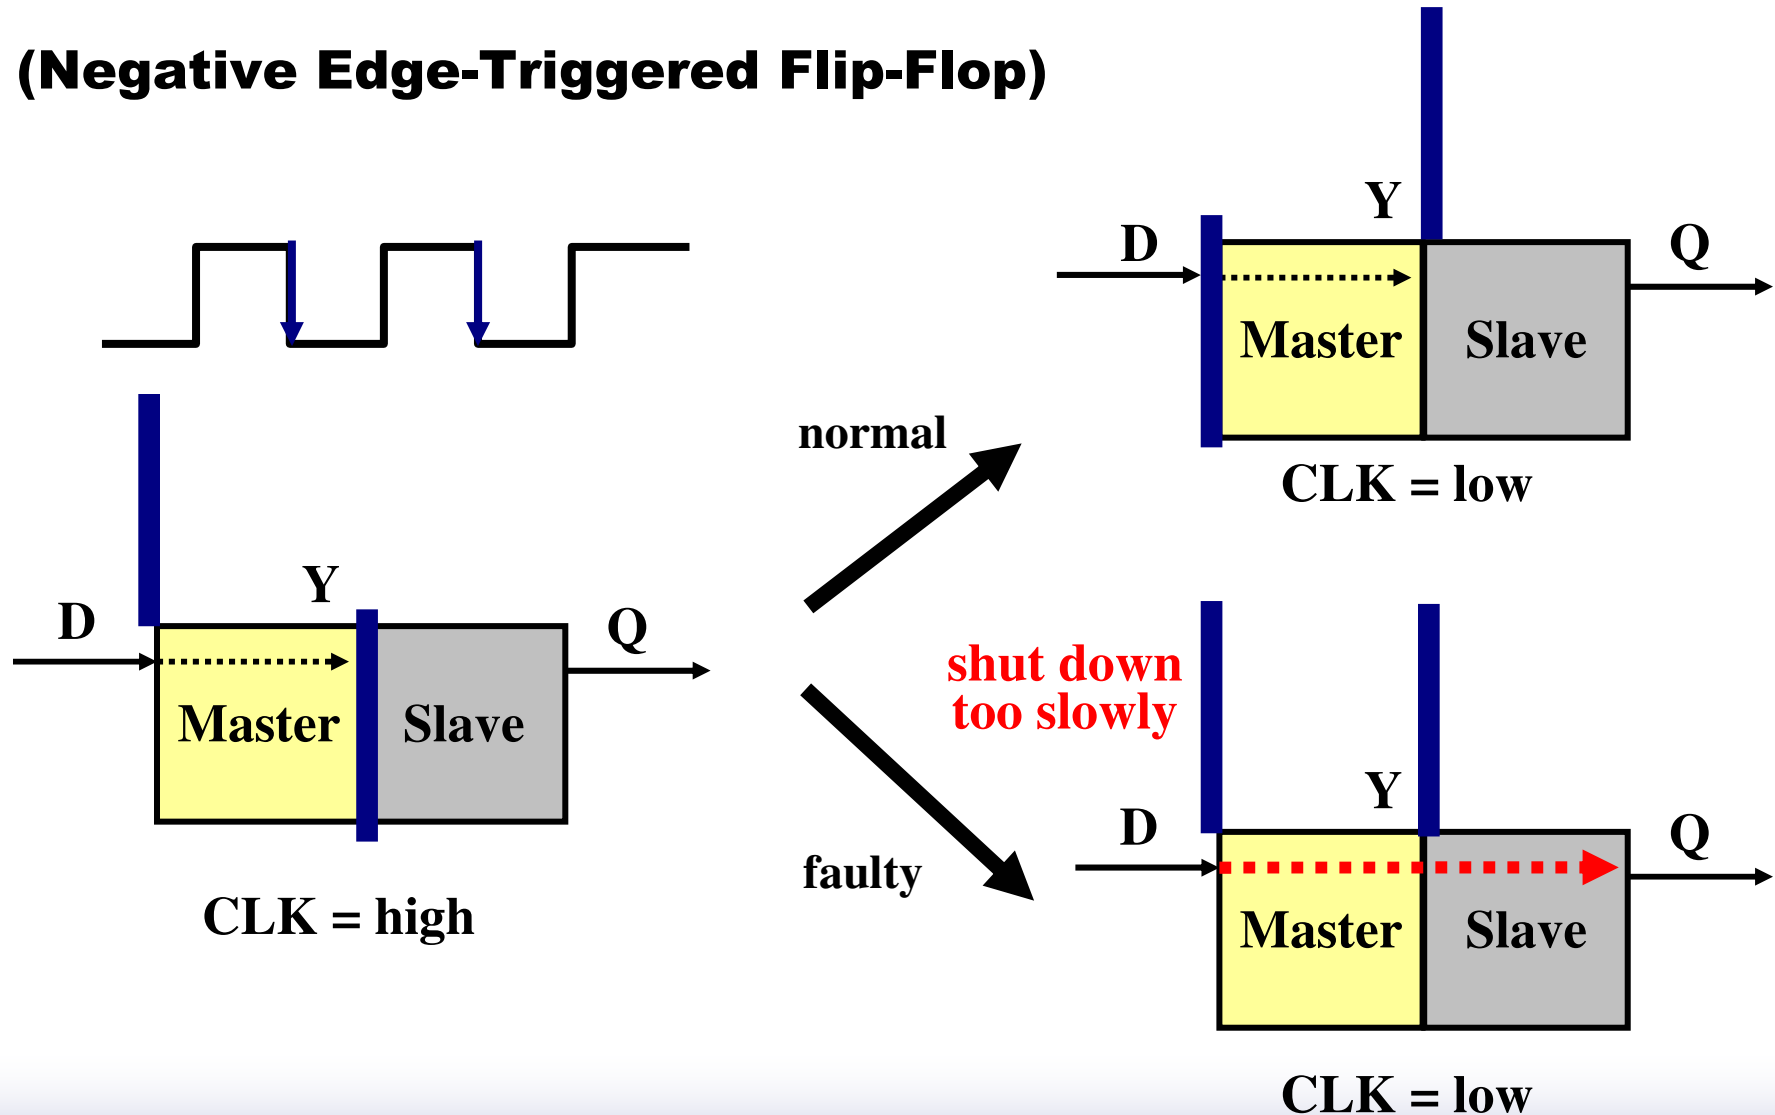 (Negative Edge-Triggered Flip-Flop)
Y
D
Q
Master
Slave
CLK = low
normal
Y
D
Q
Master
Slave
CLK = high
shut down
too slowly
faulty
Y
D
Q
Master
Slave
CLK = low